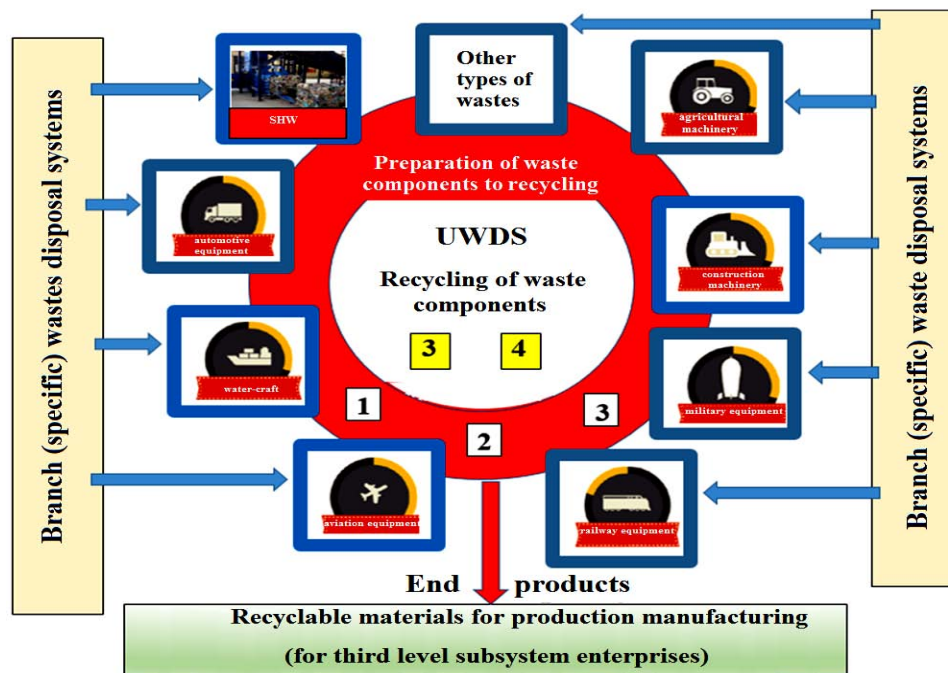 Branch (specific) wastes disposal systems
SHW
Other
types of
wastes
agricultural
machinery
Preparation of waste
components to recycling
automotive
equipment
UWDS
Recycling of waste
components
construction
machinery
3
4
water-craft
1
2
3
military equipment
aviation equipment
railway equipment
Branch (specific) waste disposal systems
End products
Recyclable materials for production manufacturing
(for third level subsystem enterprises)